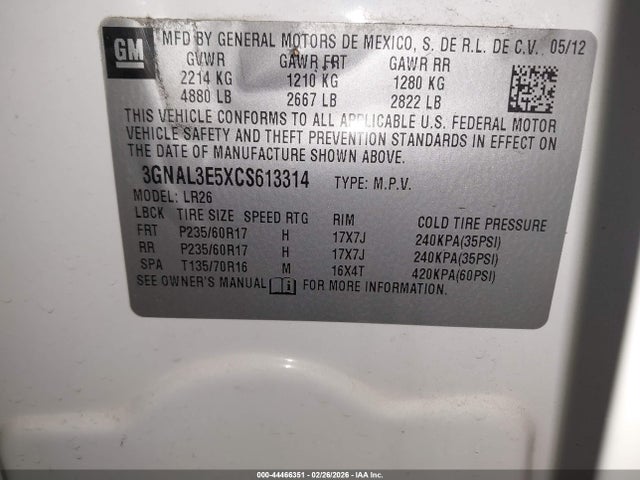 GM
MFD BY GENERAL MOTORS DE MEXICO, S. DE R.L. DE C.V. 05/12
GVWR GAWR FRT GAWR RR
2214 KG 1210 KG 1280 KG
4880 LB 2667 LB 2822 LB
THIS VEHICLE CONFORMS TO ALL APPLICABLE U.S. FEDERAL MOTOR
VEHICLE SAFETY AND THEFT PREVENTION STANDARDS IN EFFECT ON
THE DATE OF MANUFACTURE SHOWN ABOVE.
3GNAL3E5XCS613314 TYPE: M.P.V.
MODEL: LR26
LBCK TIRE SIZE SPEED RTG RIM COLD TIRE PRESSURE
FRT P235/60R17 H 17X7J 240KPA(35PSI)
RR P235/60R17 H 17X7J 240KPA(35PSI)
SPA T135/70R16 M 16X4T 420KPA(60PSI)
SEE OWNER'S MANUAL FOR MORE INFORMATION.
000-44466351 - 02/26/2026 - IAAI.com